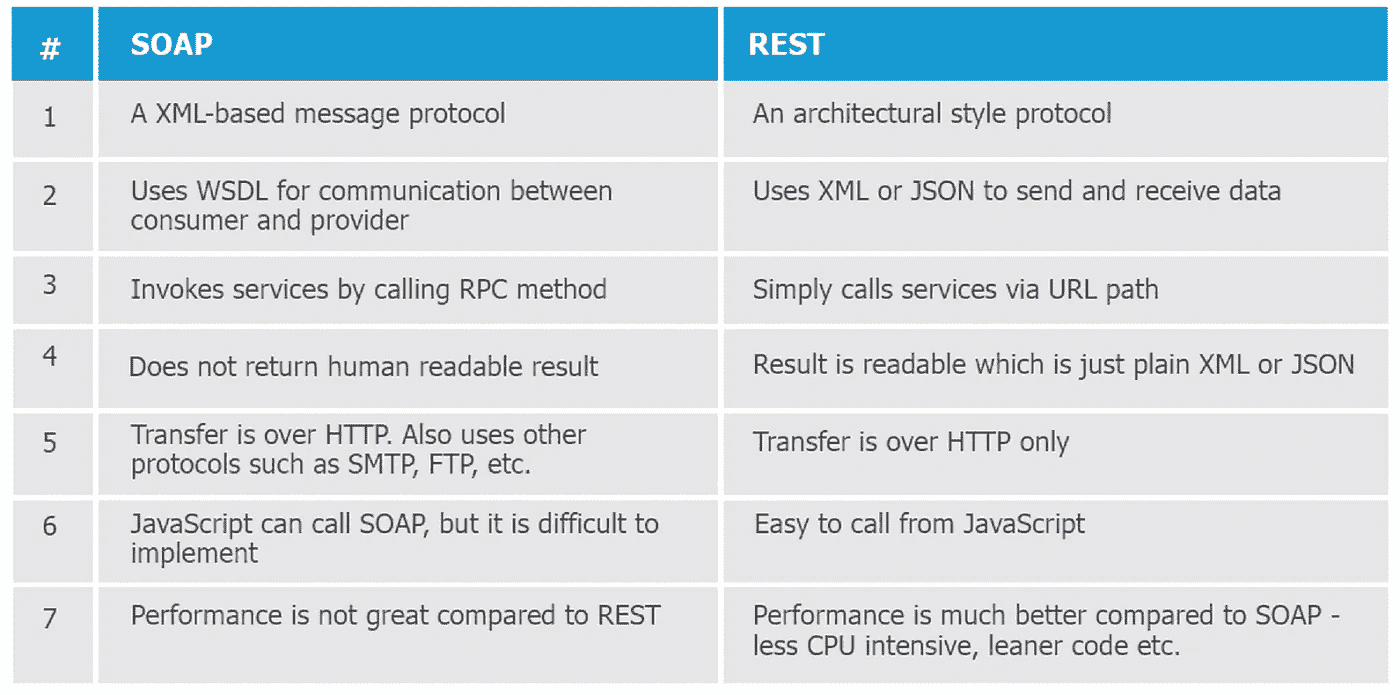 # SOAP REST
1 A XML-based message protocol An architectural style protocol
2 Uses WSDL for communication between
consumer and provider
Uses XML or JSON to send and receive data
3 Invokes services by calling RPC method Simply calls services via URL path
4 Does not return human readable result Result is readable which is just plain XML or JSON
5 Transfer is over HTTP. Also uses other
protocols such as SMTP, FTP, etc.
Transfer is over HTTP only
6 JavaScript can call SOAP, but it is difficult to
implement
Easy to call from JavaScript
7 Performance is not great compared to REST
Performance is much better compared to SOAP -
less CPU intensive, leaner code etc.